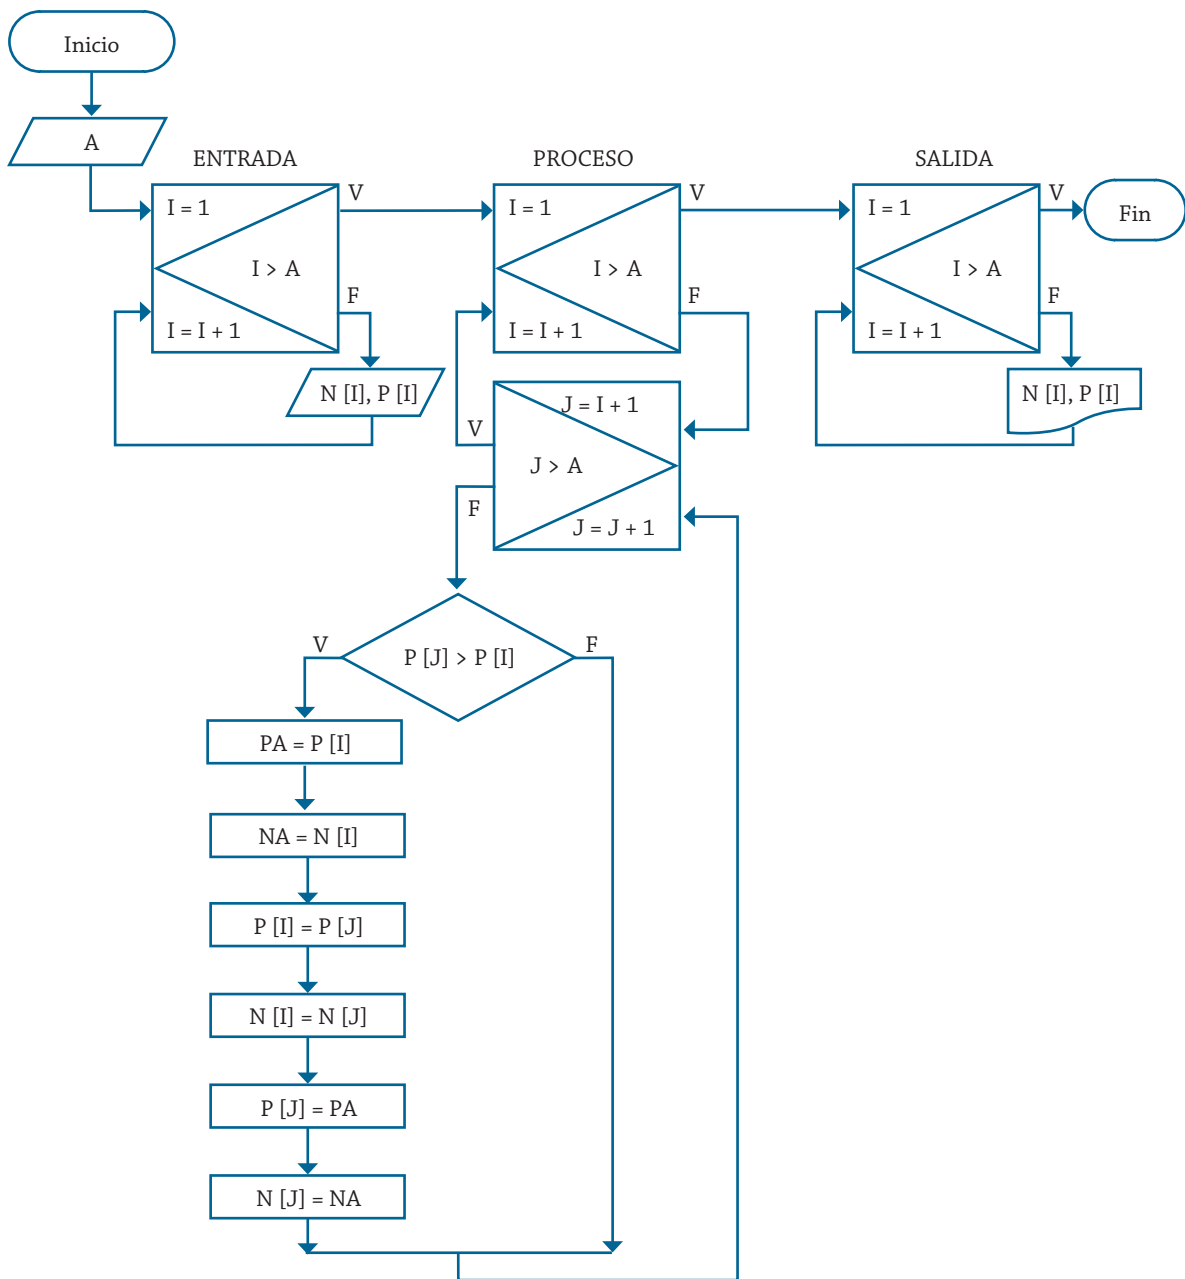 Inicio
A
ENTRADA
I = 1
V
I > A
F
I = I + 1
N [I], P [I]
PROCESO
I = 1
V
I > A
F
I = I + 1
J = I + 1
V
J > A
F
J = J + 1
P [J] > P [I]
V
F
PA = P [I]
NA = N [I]
P [I] = P [J]
N [I] = N [J]
P [J] = PA
N [J] = NA
SALIDA
I = 1
V
I > A
F
I = I + 1
N [I], P [I]
Fin